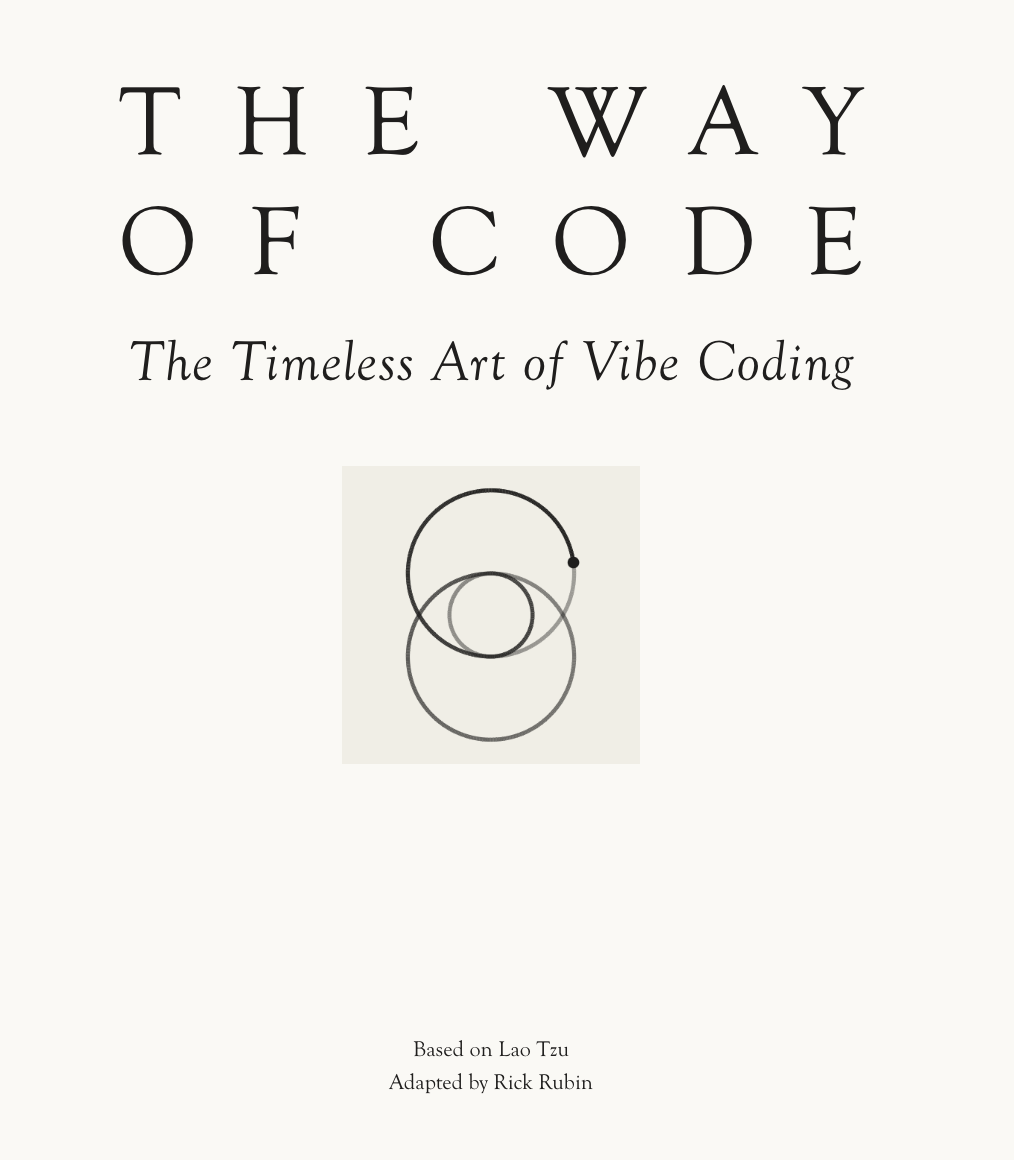 THE WAY
OF CODE
The Timeless Art of Vibe Coding
Based on Lao Tzu
Adapted by Rick Rubin